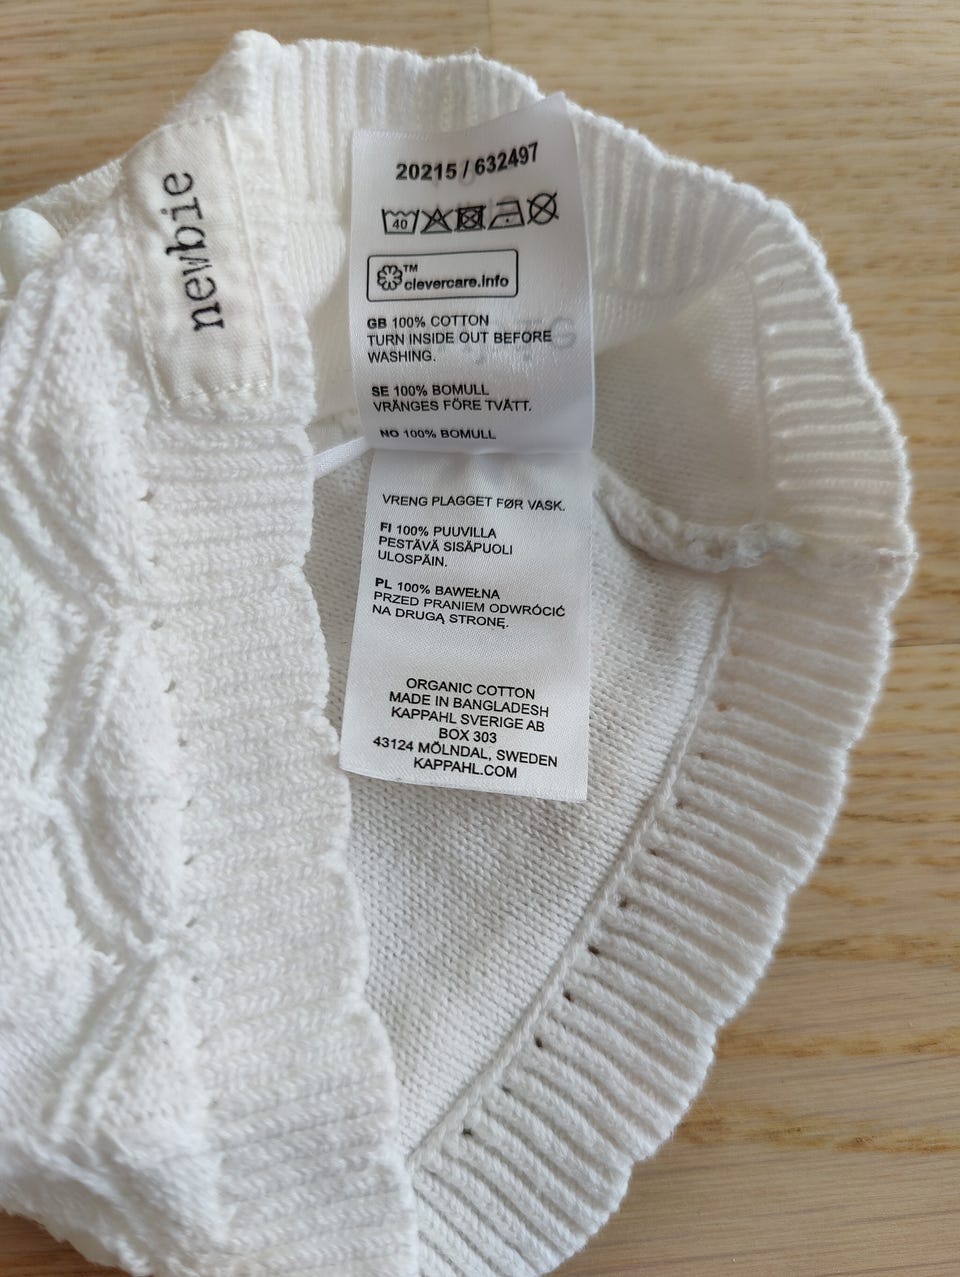 newbie
20215 / 632497
40
TM
clevercare.info
GB 100% COTTON
TURN INSIDE OUT BEFORE
WASHING.
SE 100% BOMULL
VRÄNGES FÖRE TVÄTT.
NO 100% BOMULL
VRENG PLAGGET FØR VASK.
FI 100% PUUVILLA
PESTÄVÄ SISÄPUOLI
ULOSPÄIN.
PL 100% BAWEŁNA
PRZED PRANIEM ODWRÓCIĆ
NA DRUGĄ STRONĘ.
ORGANIC COTTON
MADE IN BANGLADESH
KAPPAHL SVERIGE AB
BOX 303
43124 MÖLNDAL, SWEDEN
KAPPAHL.COM